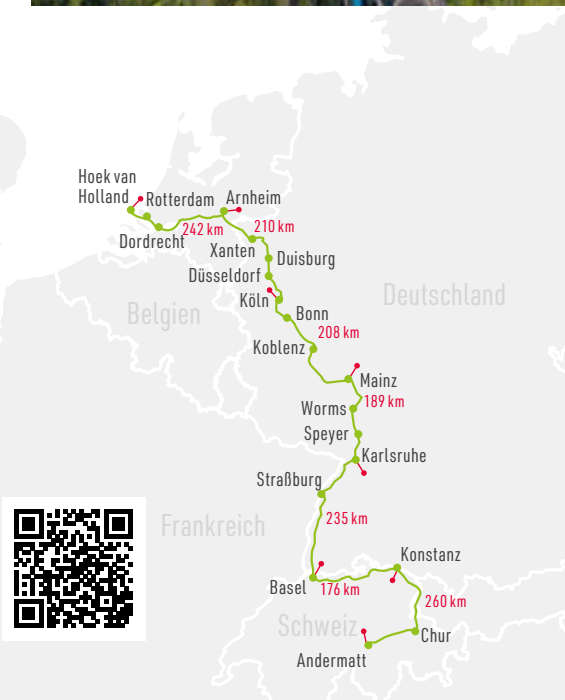 Hoek van
Holland
Rotterdam
Arnheim
Dordrecht
242 km
210 km
Xanten
Duisburg
Düsseldorf
Köln
Deutschland
Belgien
Bonn
208 km
Koblenz
Mainz
189 km
Worms
Speyer
Karlsruhe
Straßburg
235 km
Frankreich
Konstanz
Basel
176 km
260 km
Schweiz
Chur
Andermatt